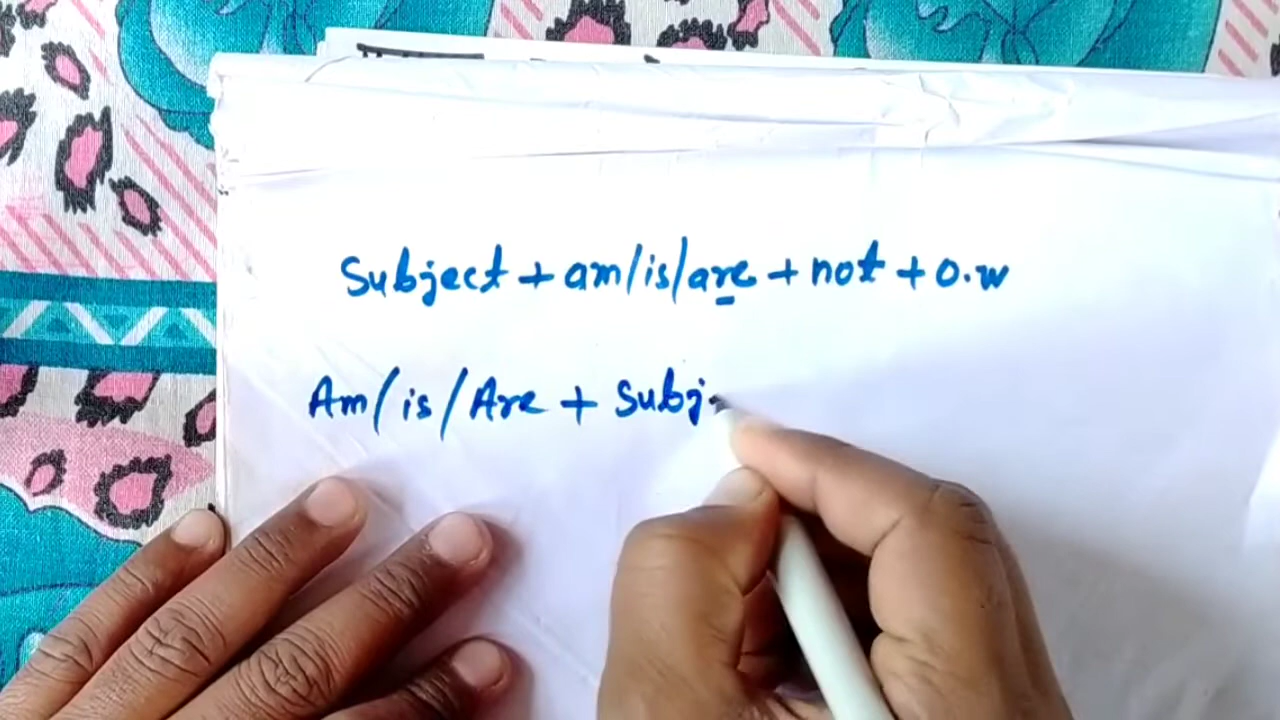 Subject + am/is/are + not + o.w
Am/is/Are + Subj